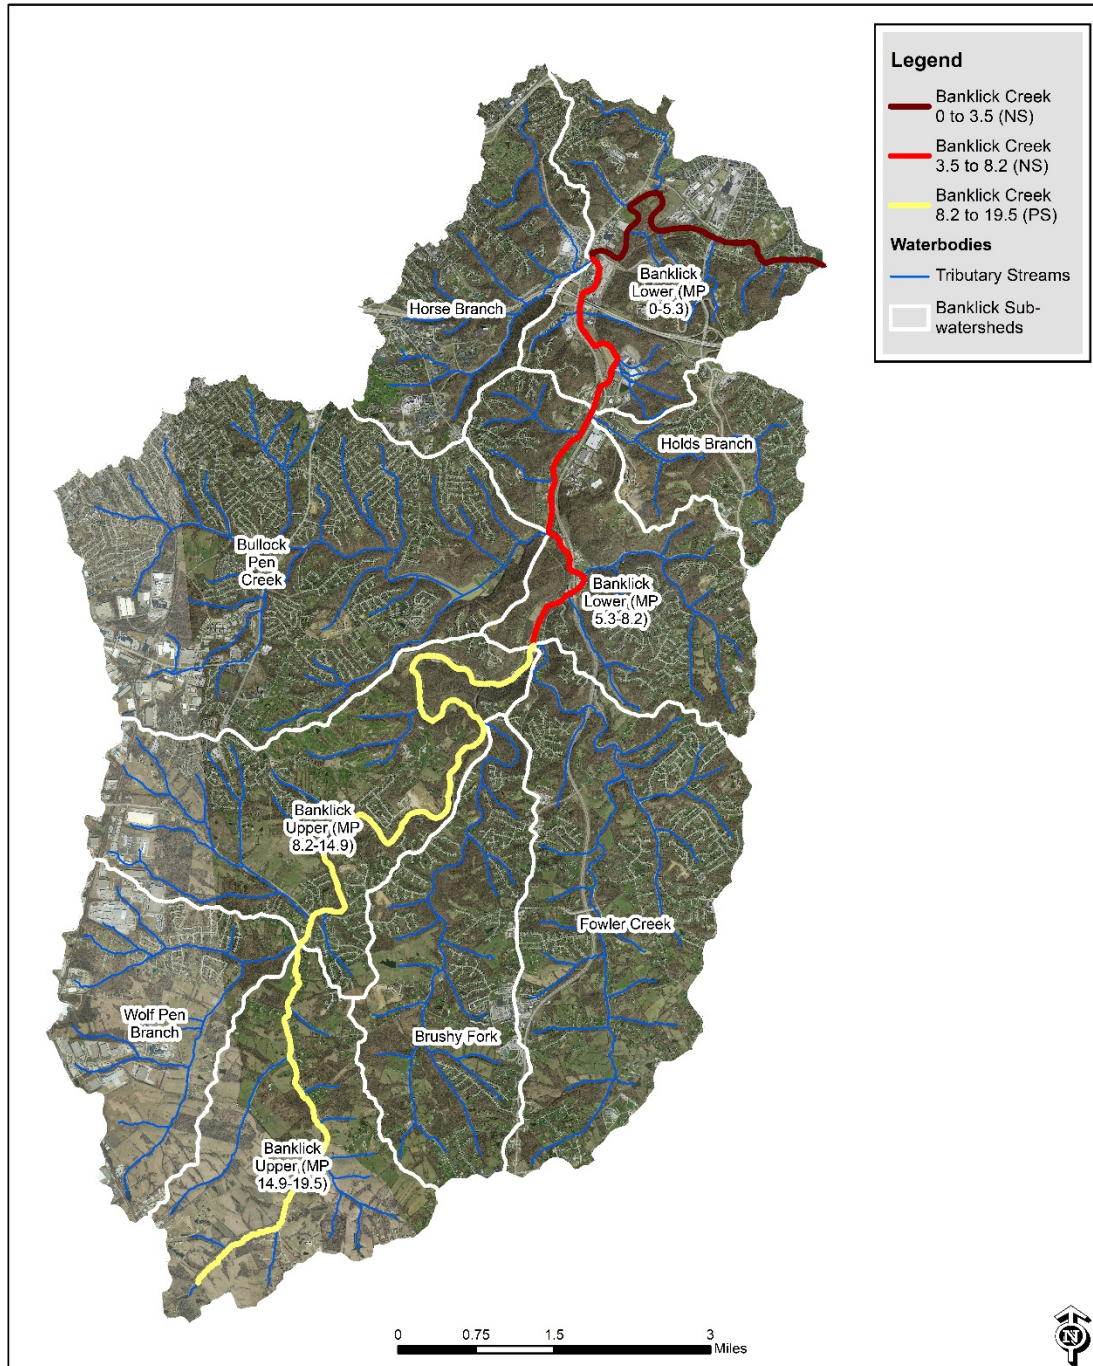 Legend
Banklick Creek
0 to 3.5 (NS)
Banklick Creek
3.5 to 8.2 (NS)
Banklick Creek
8.2 to 19.5 (PS)
Waterbodies
Tributary Streams
Banklick Sub-
watersheds
Banklick
Lower (MP
0-5.3)
Horse Branch
Holds Branch
Bullock
Pen
Creek
Banklick
Lower (MP
5.3-8.2)
Banklick
Upper (MP
8.2-14.9)
Fowler Creek
Wolf Pen
Branch
Brushy Fork
Banklick
Upper (MP
14.9-19.5)
0 0.75 1.5 3
Miles
N